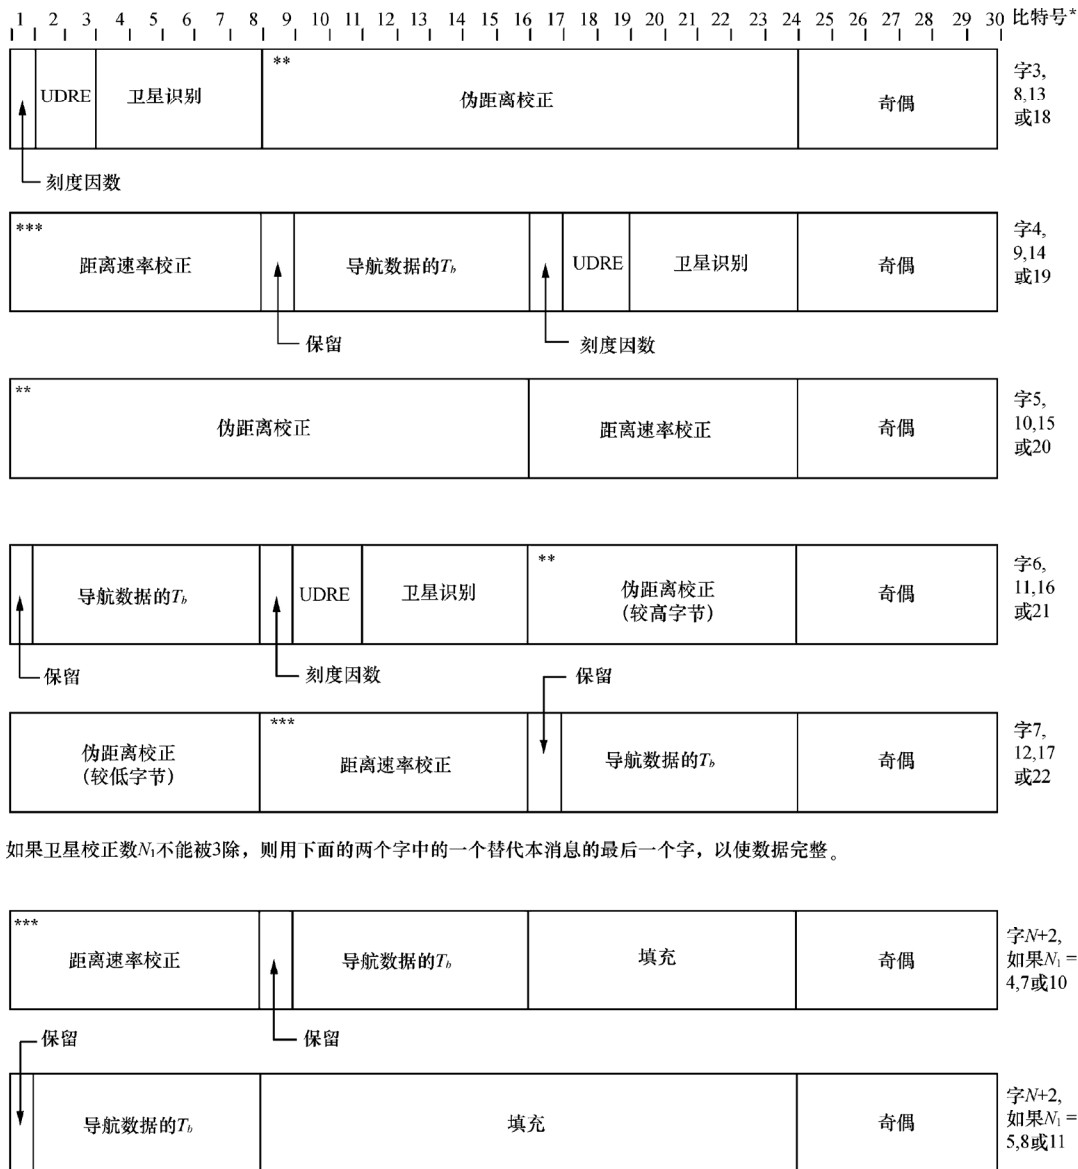 1 2 3 4 5 6 7 8 9 10 11 12 13 14 15 16 17 18 19 20 21 22 23 24 25 26 27 28 29 30 比特号*
UDRE 卫星识别 ** 伪距离校正 奇偶 字3,
8,13
或18
刻度因数
*** 距离速率校正 导航数据的Tb UDRE 卫星识别 奇偶 字4,
9,14
或19
保留 刻度因数
** 伪距离校正 距离速率校正 奇偶 字5,
10,15
或20
导航数据的Tb UDRE 卫星识别 ** 伪距离校正 奇偶 字6,
(较高字节) 11,16
或21
保留 刻度因数 保留
伪距离校正 *** 距离速率校正 导航数据的Tb 奇偶 字7,
(较低字节) 12,17
或22
如果卫星校正数N1不能被3除，则用下面的两个字中的一个替代本消息的最后一个字，以使数据完整。
*** 距离速率校正 导航数据的Tb 填充 奇偶 字N+2,
如果N1 =
4,7或10
保留 保留
导航数据的Tb 填充 奇偶 字N+2,
如果N1 =
5,8或11